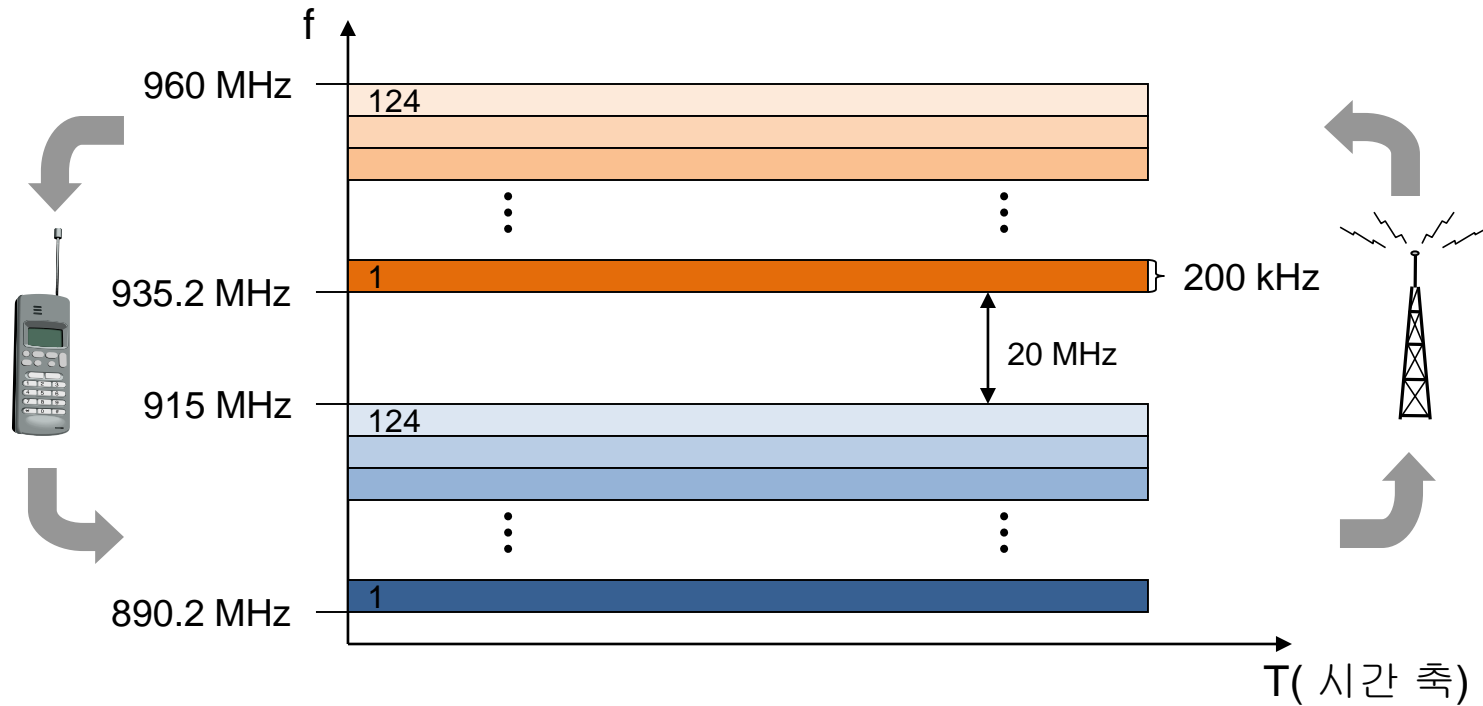 f
960 MHz
124
1
935.2 MHz
200 kHz
20 MHz
915 MHz
124
1
890.2 MHz
T( 시간 축)